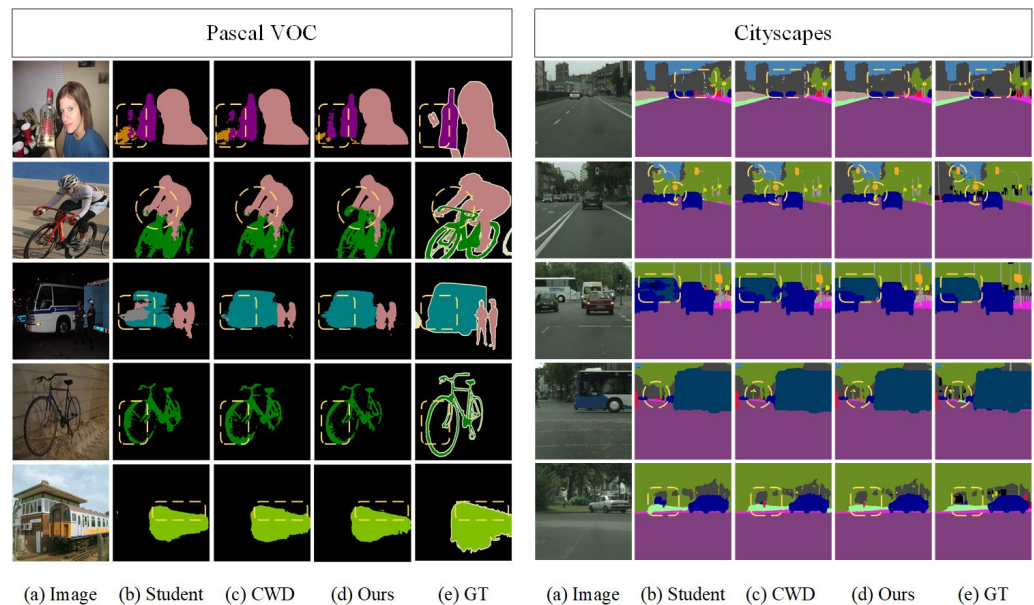 Pascal VOC
Cityscapes
(a) Image (b) Student (c) CWD (d) Ours (e) GT
(a) Image (b) Student (c) CWD (d) Ours (e) GT